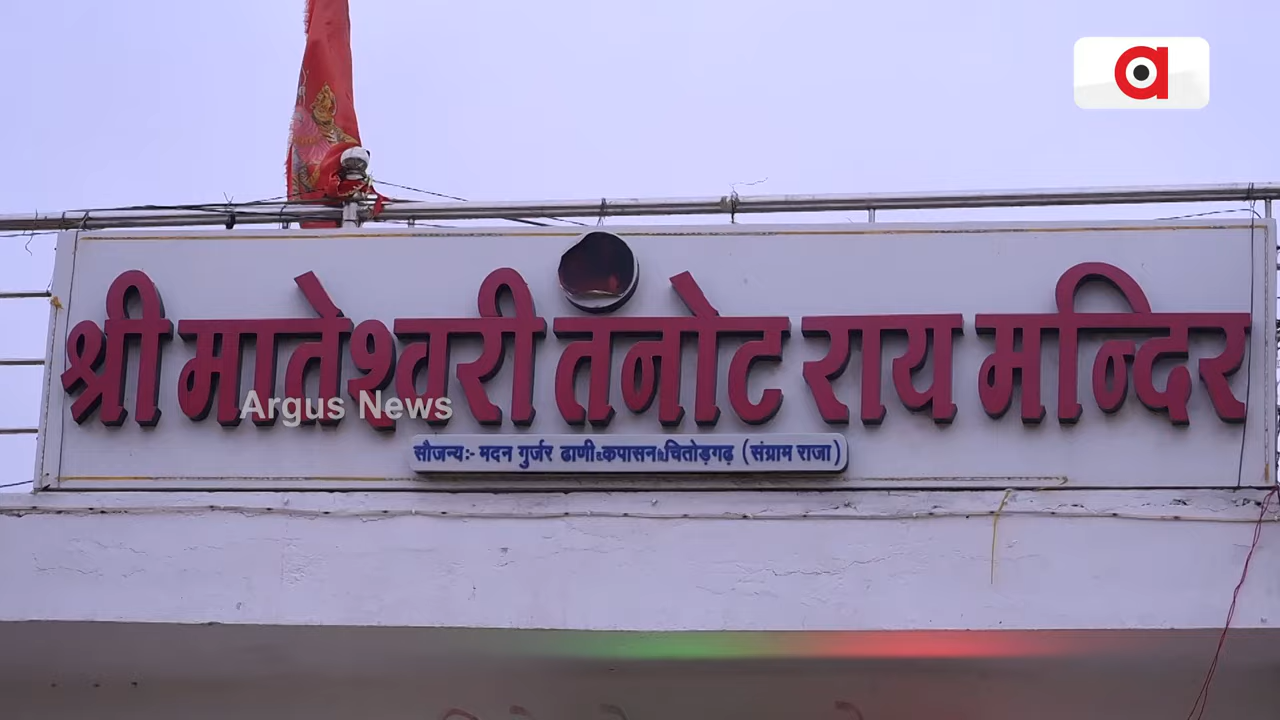 श्री मातेश्वरी तनोट राय मन्दिर
Argus News
सौजन्य:- मदन गुर्जर ढाणी कपासन चितोड़गढ़ (संग्राम राजा)